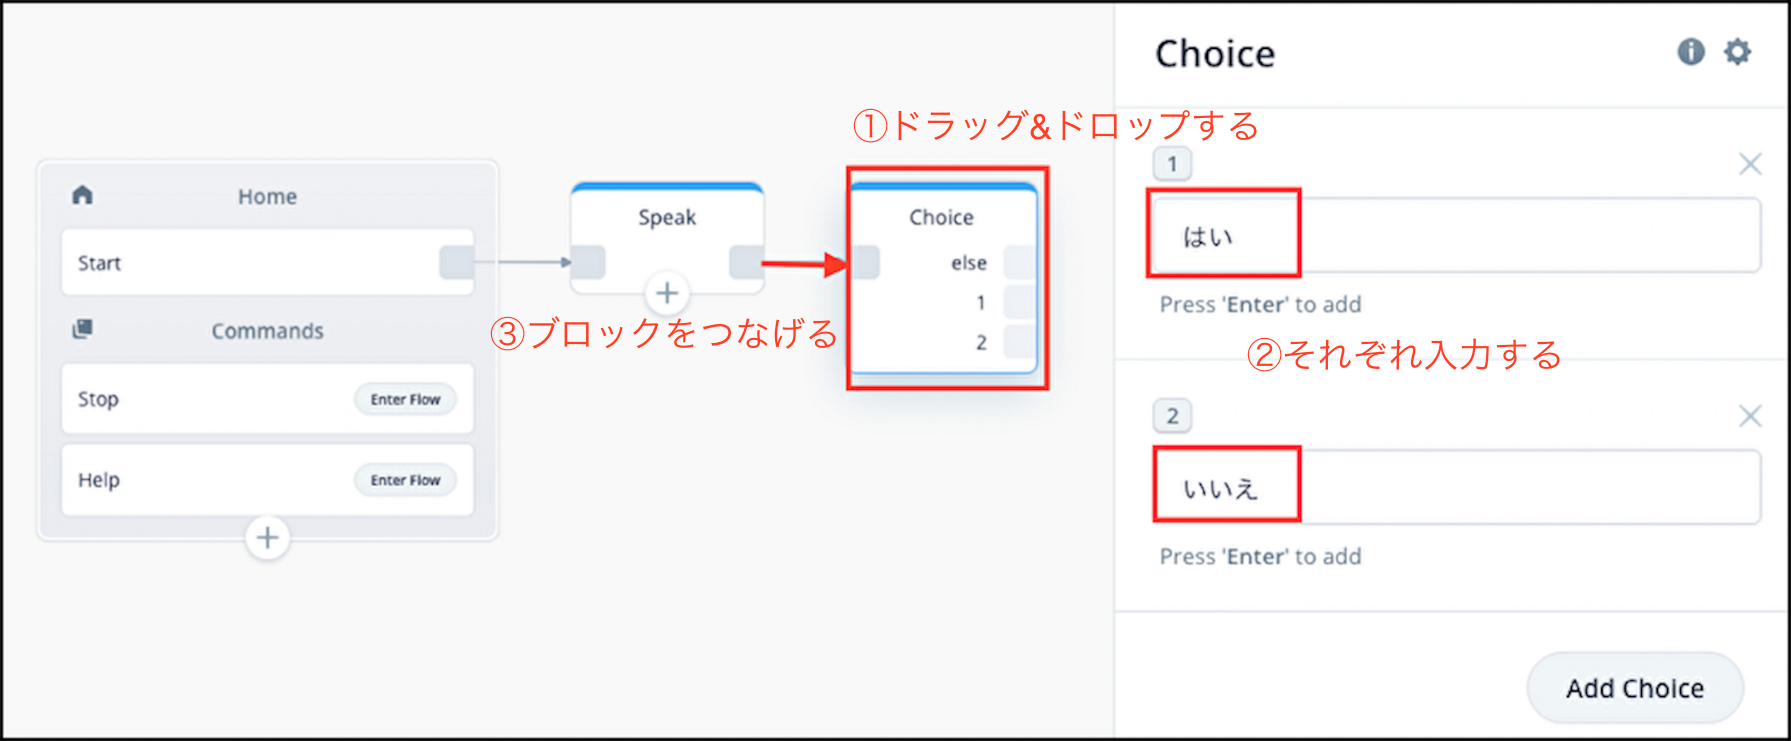 Choice
①ドラッグ&ドロップする
1
はい
Press 'Enter' to add
②それぞれ入力する
2
いいえ
Press 'Enter' to add
Add Choice
Home
Start
Commands
Stop
Enter Flow
Help
Enter Flow
Speak
③ブロックをつなげる
Choice
else
1
2